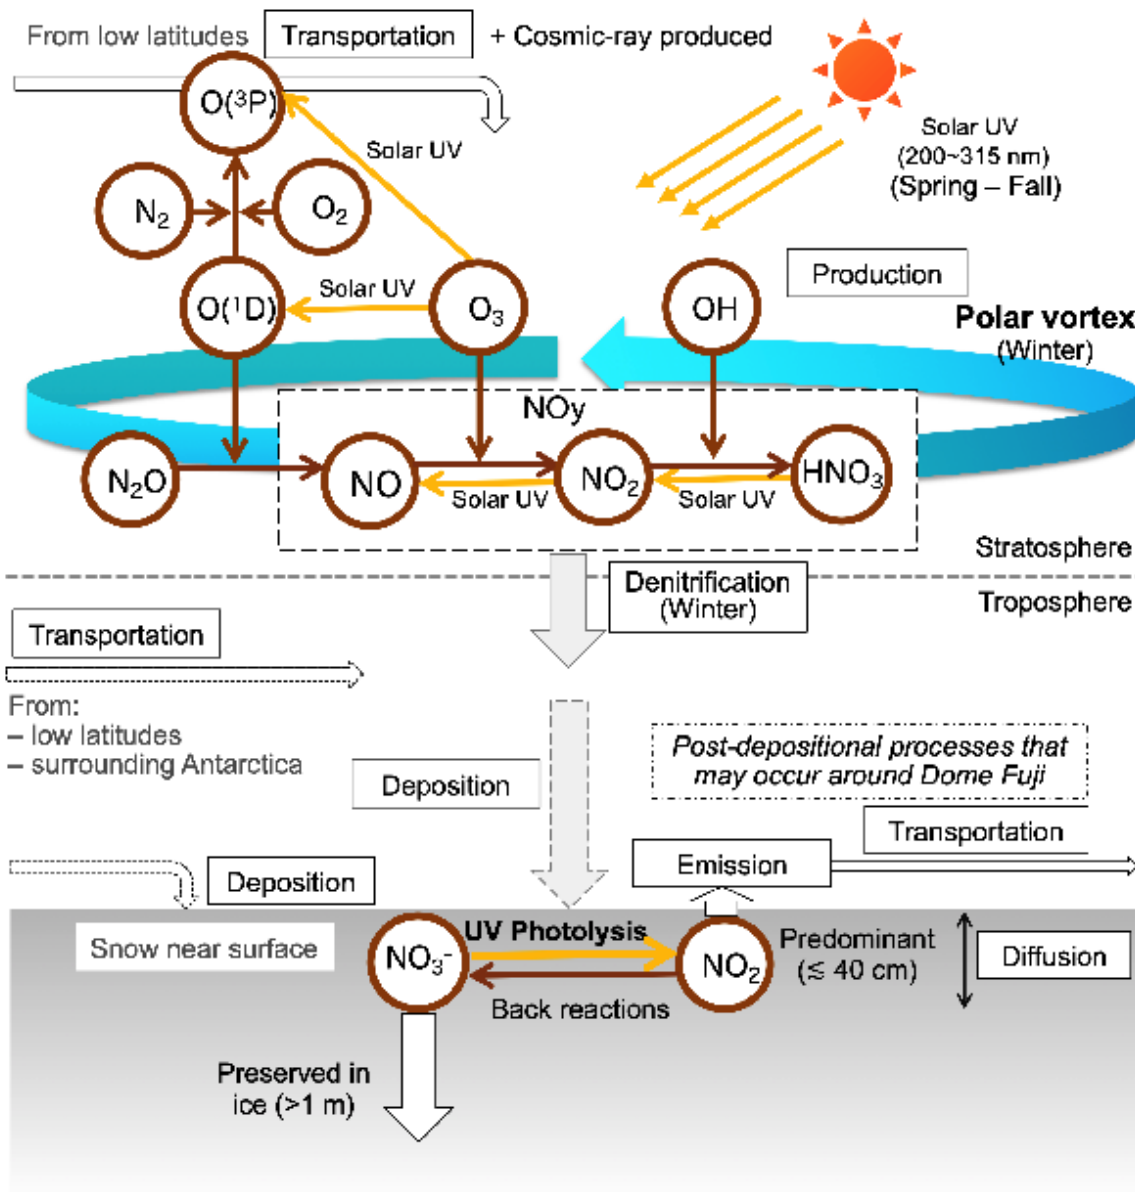 From low latitudes
Transportation
+ Cosmic-ray produced
O(³P)
Solar UV
Solar UV
(200~315 nm)
(Spring – Fall)
N₂
O₂
Production
O(¹D)
Solar UV
O₃
OH
Polar vortex
(Winter)
NOy
N₂O
NO
Solar UV
NO₂
Solar UV
HNO₃
Stratosphere
Denitrification
(Winter)
Troposphere
Transportation
From:
– low latitudes
– surrounding Antarctica
Post-depositional processes that
may occur around Dome Fuji
Deposition
Transportation
Emission
Deposition
Snow near surface
NO₃⁻
UV Photolysis
Back reactions
NO₂
Predominant
(≲ 40 cm)
Diffusion
Preserved in
ice (>1 m)